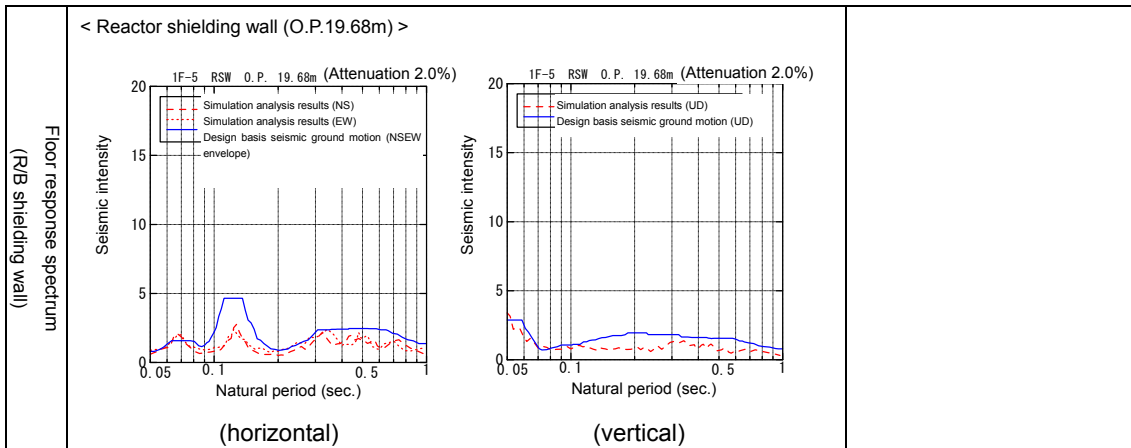 < Reactor shielding wall (O.P.19.68m) >
Floor response spectrum
(R/B shielding wall)
1F-5 RSW O.P. 19.68m (Attenuation 2.0%)
Simulation analysis results (NS)
Simulation analysis results (EW)
Design basis seismic ground motion (NSEW
envelope)
Seismic intensity
20
15
10
5
0
0.05 0.1 0.5 1
Natural period (sec.)
(horizontal)
1F-5 RSW O.P. 19.68m (Attenuation 2.0%)
Simulation analysis results (UD)
Design basis seismic ground motion (UD)
Seismic intensity
20
15
10
5
0
0.05 0.1 0.5 1
Natural period (sec.)
(vertical)